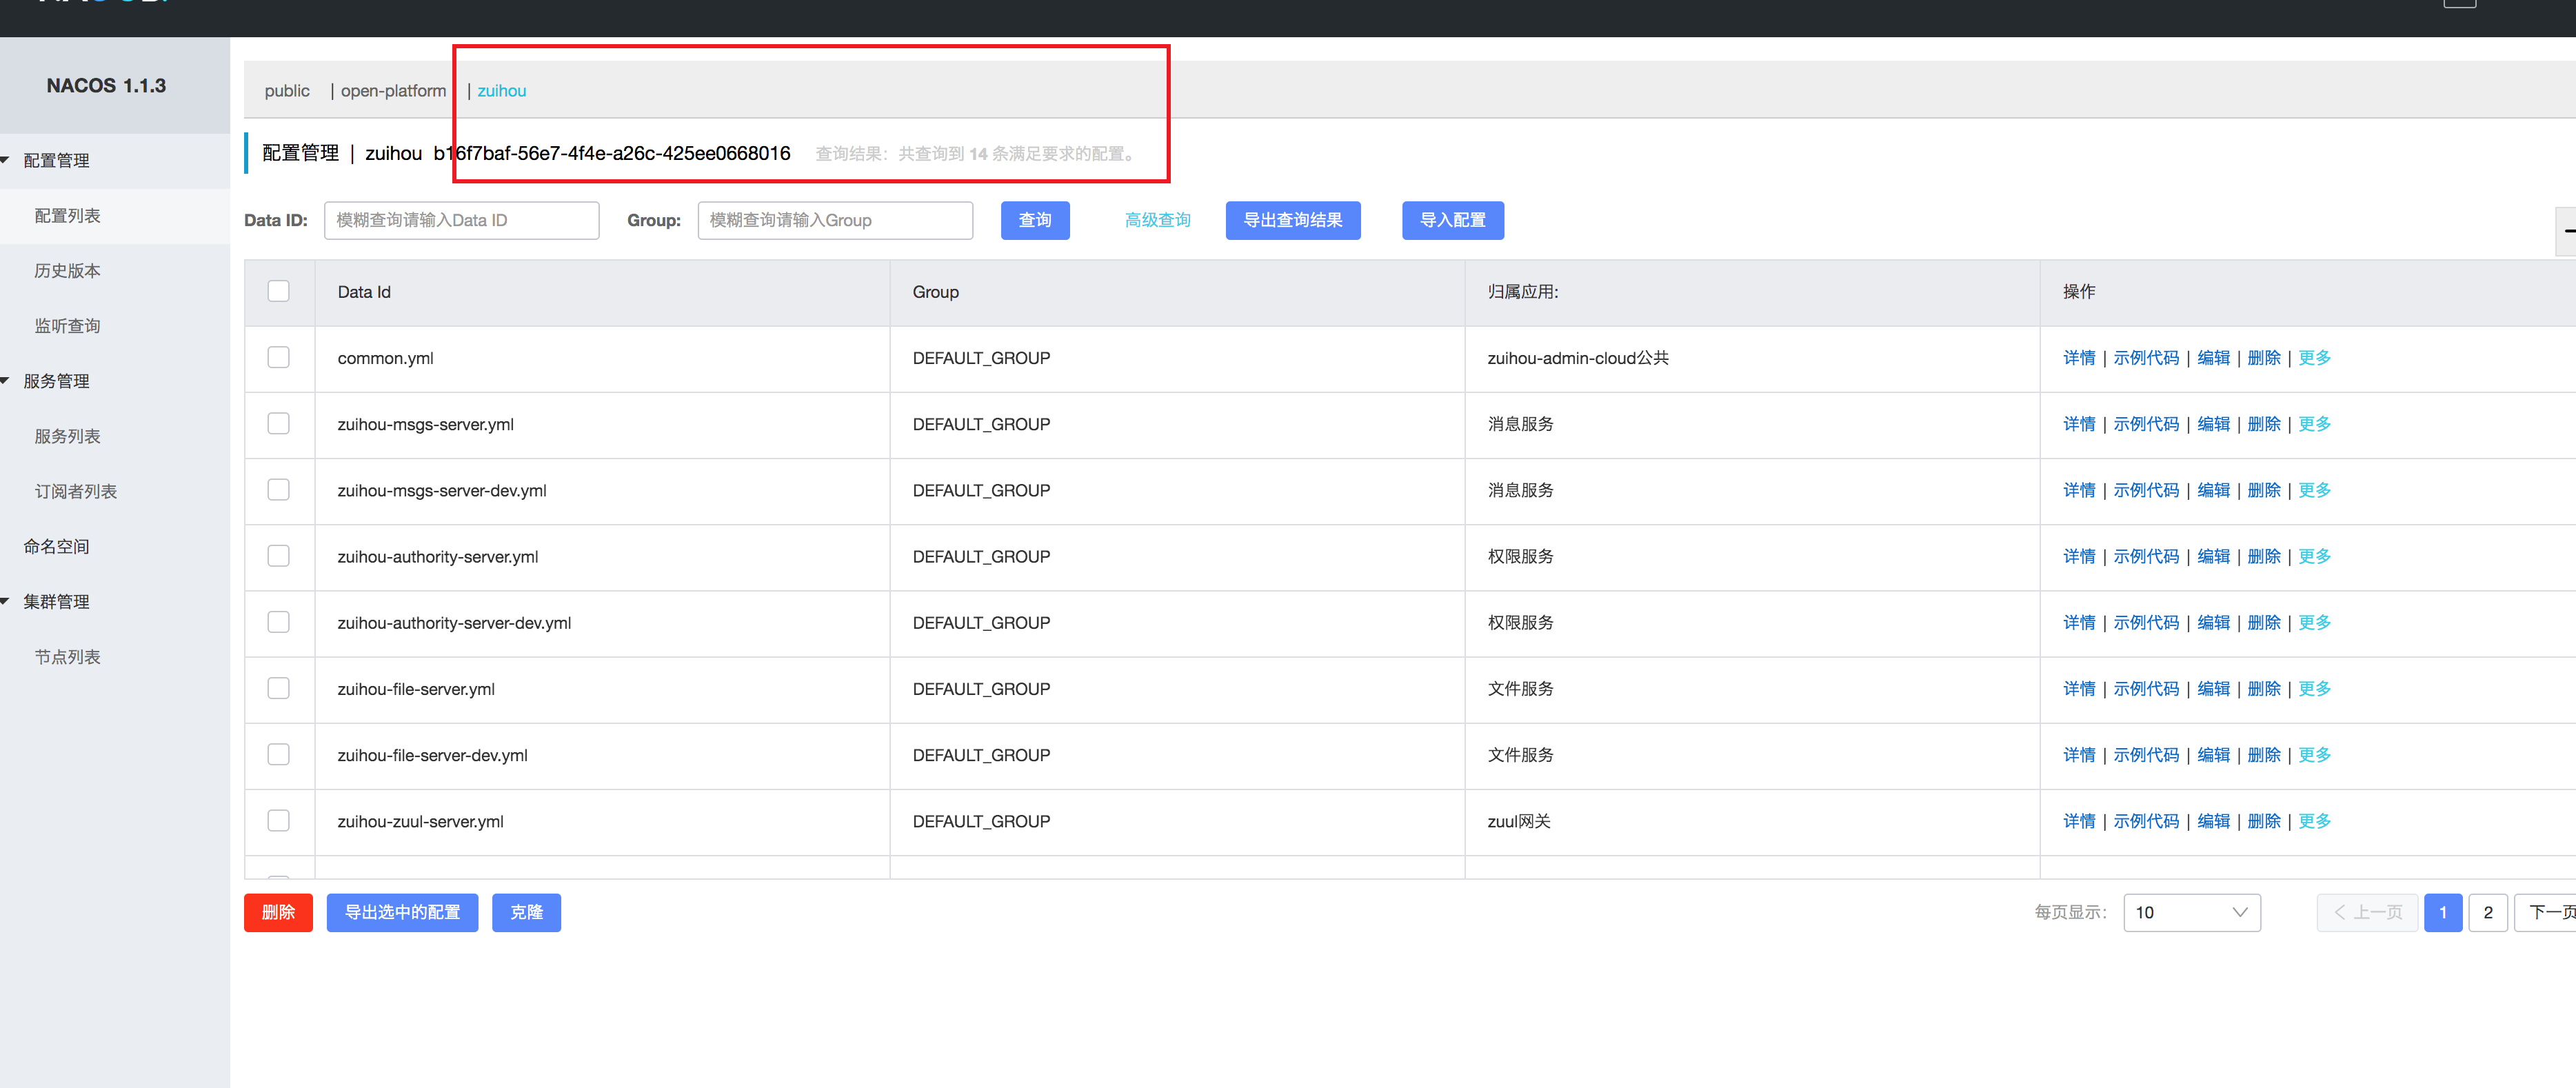 NACOS 1.1.3
配置管理
配置列表
历史版本
监听查询
服务管理
服务列表
订阅者列表
命名空间
集群管理
节点列表
public | open-platform | zuihou
配置管理 | zuihou b16f7baf-56e7-4f4e-a26c-425ee0668016 查询结果：共查询到 14 条满足要求的配置。
Data ID: 模糊查询请输入Data ID Group: 模糊查询请输入Group 查询 高级查询 导出查询结果 导入配置
Data Id Group 归属应用: 操作
common.yml DEFAULT_GROUP zuihou-admin-cloud公共 详情 | 示例代码 | 编辑 | 删除 | 更多
zuihou-msgs-server.yml DEFAULT_GROUP 消息服务 详情 | 示例代码 | 编辑 | 删除 | 更多
zuihou-msgs-server-dev.yml DEFAULT_GROUP 消息服务 详情 | 示例代码 | 编辑 | 删除 | 更多
zuihou-authority-server.yml DEFAULT_GROUP 权限服务 详情 | 示例代码 | 编辑 | 删除 | 更多
zuihou-authority-server-dev.yml DEFAULT_GROUP 权限服务 详情 | 示例代码 | 编辑 | 删除 | 更多
zuihou-file-server.yml DEFAULT_GROUP 文件服务 详情 | 示例代码 | 编辑 | 删除 | 更多
zuihou-file-server-dev.yml DEFAULT_GROUP 文件服务 详情 | 示例代码 | 编辑 | 删除 | 更多
zuihou-zuul-server.yml DEFAULT_GROUP zuul网关 详情 | 示例代码 | 编辑 | 删除 | 更多
删除 导出选中的配置 克隆 每页显示: 10 上一页 1 2 下一页